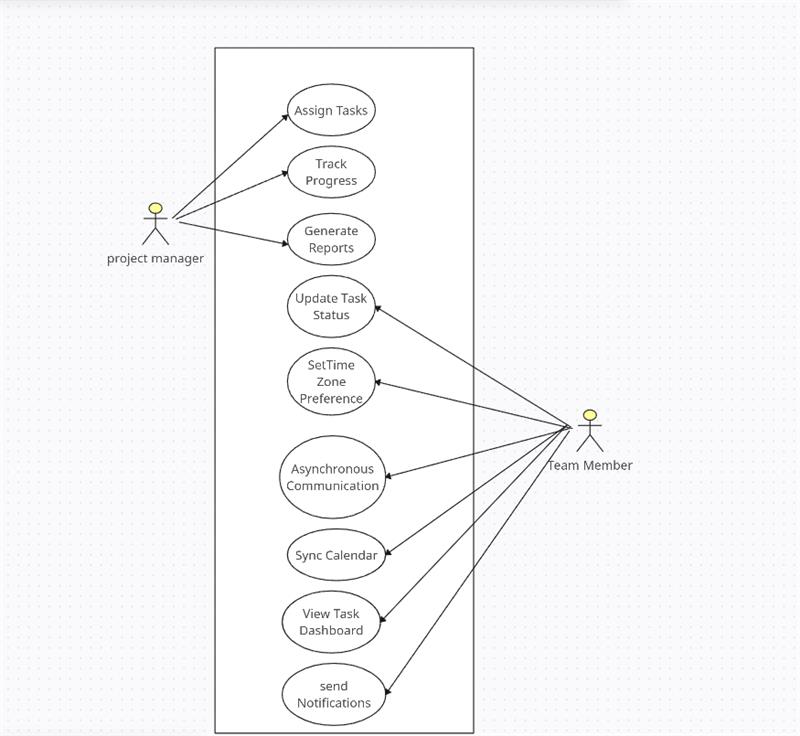 Assign Tasks
Track
Progress
project manager
Generate
Reports
Update Task
Status
SetTime
Zone
Preference
Team Member
Asynchronous
Communication
Sync Calendar
View Task
Dashboard
send
Notifications